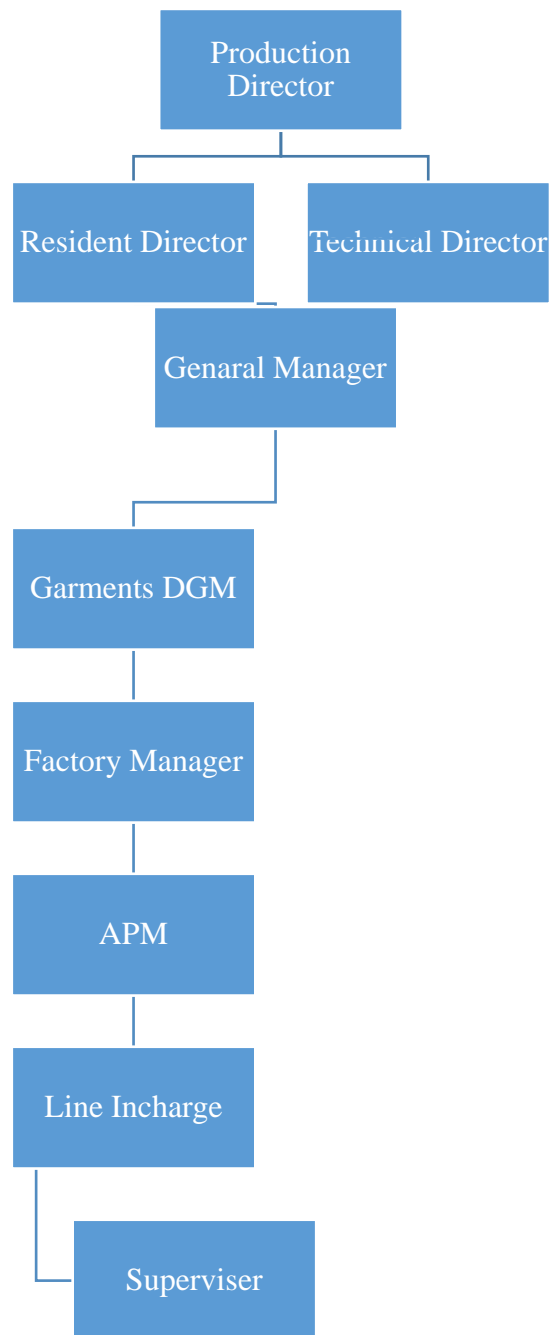 Production
Director
Resident Director
Technical Director
Genaral Manager
Garments DGM
Factory Manager
APM
Line Incharge
Superviser